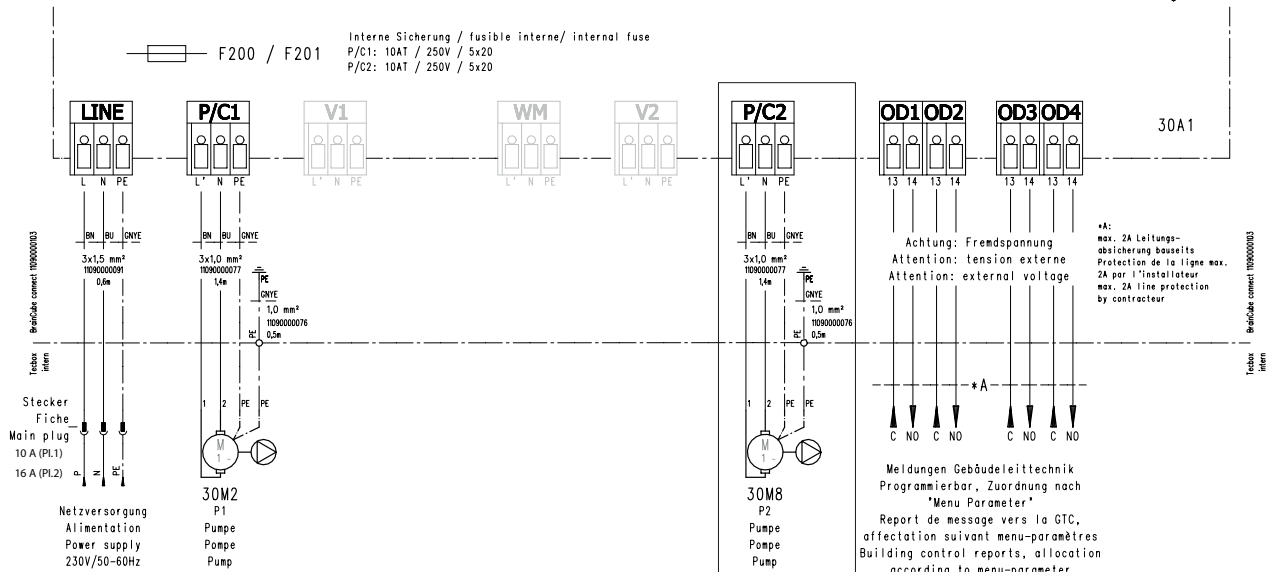 Interne Sicherung / fusible interne/ internal fuse
F200 / F201
P/C1: 10AT / 250V / 5x20
P/C2: 10AT / 250V / 5x20
LINE
P/C1
V1
WM
V2
P/C2
OD1 OD2
OD3 OD4
30A1
L N PE
L' N PE
L' N PE
L' N PE
L' N PE
L' N PE
13 14 13 14
13 14 13 14
BN BU GNYE
3x1,5 mm²
11090000091
0,6m
BN BU GNYE
3x1,0 mm²
11090000077
1,4m
PE
GNYE
1,0 mm²
11090000076
0,5m
PE
BN BU GNYE
3x1,0 mm²
11090000077
1,4m
PE
GNYE
1,0 mm²
11090000076
0,5m
PE
Achtung: Fremdspannung
Attention: tension externe
Attention: external voltage
*A:
max. 2A Leitungs-
absicherung bauseits
Protection de la ligne max.
2A par l'installateur
max. 2A line protection
by contracteur
BrainCube connect 11090000103
Tecbox
intern
BrainCube connect 11090000103
Tecbox
intern
Stecker
Fiche
Main plug
10 A (Pl.1)
16 A (Pl.2)
P N PE
Netzversorgung
Alimentation
Power supply
230V/50-60Hz
1 2 PE PE
M
1 ~
30M2
P1
Pumpe
Pompe
Pump
1 2 PE PE
M
1 ~
30M8
P2
Pumpe
Pompe
Pump
*A
C NO C NO
C NO C NO
Meldungen Gebäudeleittechnik
Programmierbar, Zuordnung nach
"Menu Parameter"
Report de message vers la GTC,
affectation suivant menu-paramètres
Building control reports, allocation
according to menu-parameter